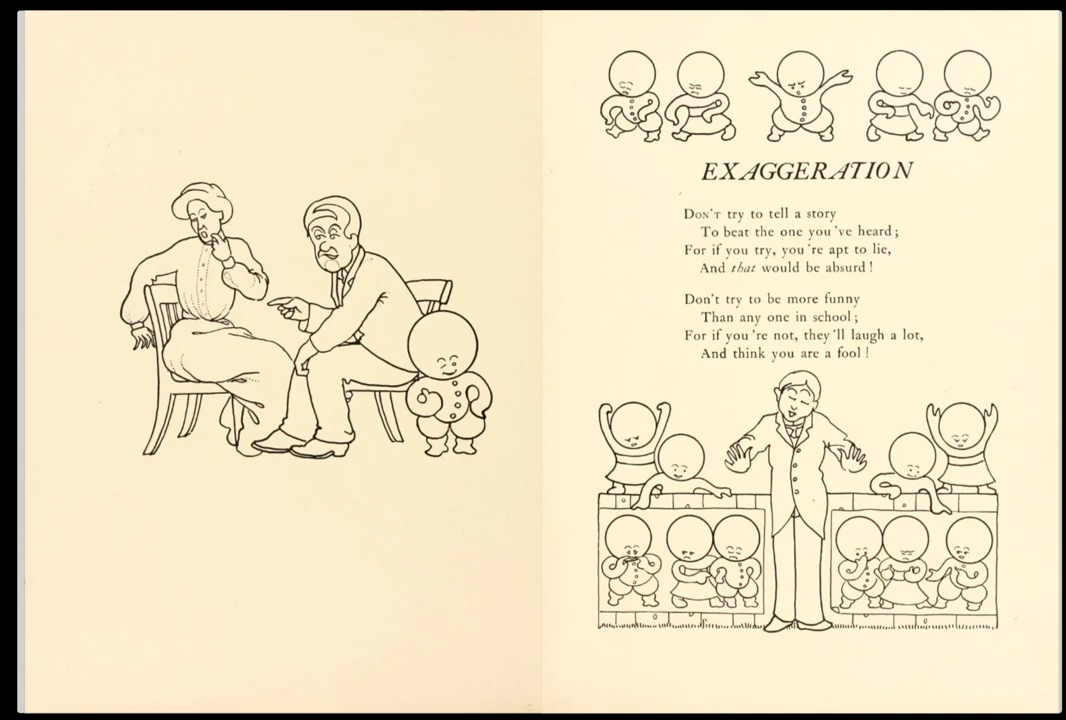 EXAGGERATION
DON'T try to tell a story
To beat the one you've heard;
For if you try, you're apt to lie,
And that would be absurd!
Don't try to be more funny
Than any one in school;
For if you're not, they'll laugh a lot,
And think you are a fool!